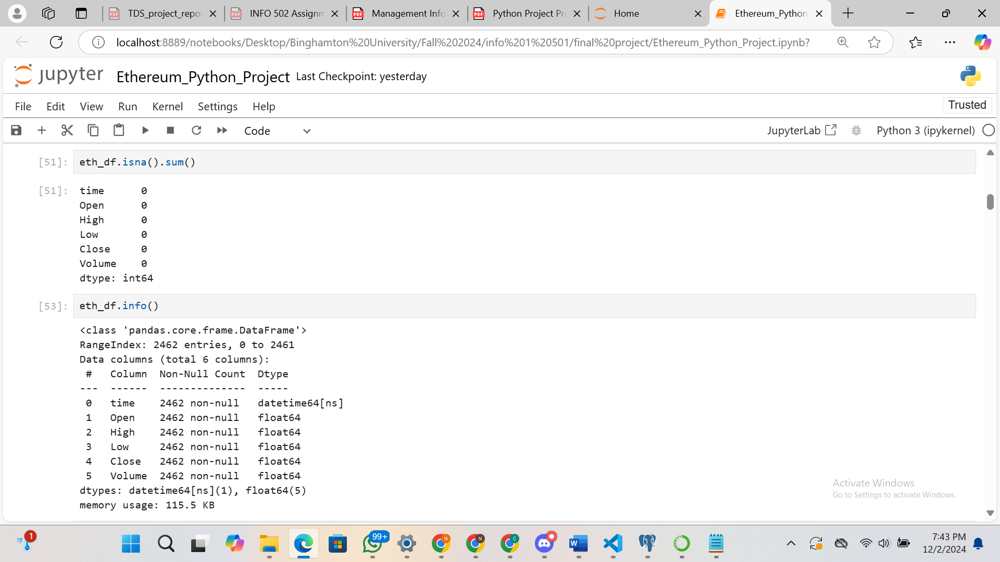 TDS_project_repo
INFO 502 Assignm
Management Info
Python Project Pr
Home
Ethereum_Python
localhost:8889/notebooks/Desktop/Binghamton%20University/Fall%202024/info%201%20501/final%20project/Ethereum_Python_Project.ipynb?
jupyter Ethereum_Python_Project Last Checkpoint: yesterday
File Edit View Run Kernel Settings Help
Trusted
Code
JupyterLab
Python 3 (ipykernel)
[51]: eth_df.isna().sum()
[51]: time 0
Open 0
High 0
Low 0
Close 0
Volume 0
dtype: int64
[53]: eth_df.info()
<class 'pandas.core.frame.DataFrame'>
RangeIndex: 2462 entries, 0 to 2461
Data columns (total 6 columns):
# Column Non-Null Count Dtype
--- ------ -------------- -----
0 time 2462 non-null datetime64[ns]
1 Open 2462 non-null float64
2 High 2462 non-null float64
3 Low 2462 non-null float64
4 Close 2462 non-null float64
5 Volume 2462 non-null float64
dtypes: datetime64[ns](1), float64(5)
memory usage: 115.5 KB
Activate Windows
Go to Settings to activate Windows.
1
99+
N
N
C
W
7:43 PM
12/2/2024